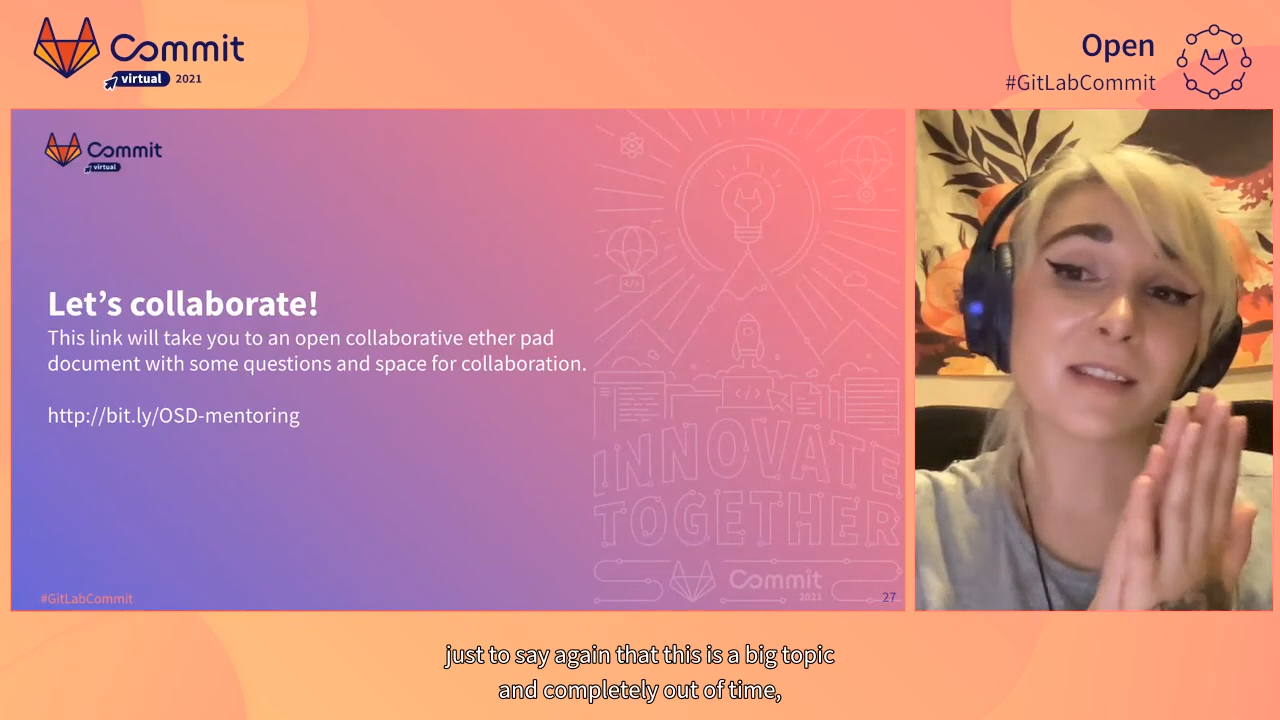 Commit
virtual 2021
Open
#GitLabCommit
Commit
virtual
Let’s collaborate!
This link will take you to an open collaborative ether pad
document with some questions and space for collaboration.
http://bit.ly/OSD-mentoring
INNOVATE
TOGETHER
Commit
2021
#GitLabCommit
27
just to say again that this is a big topic
and completely out of time,